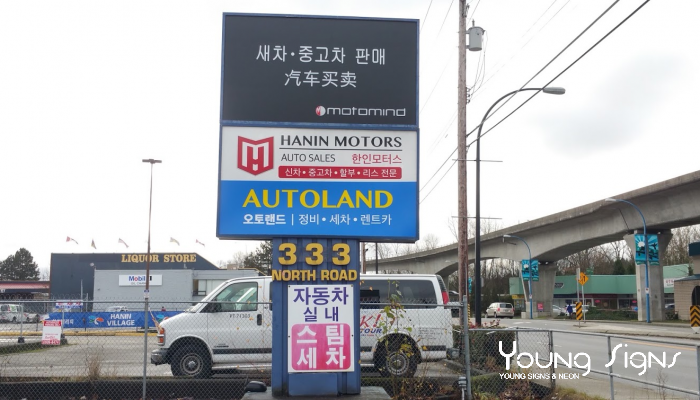 새차·중고차 판매
汽车买卖
motomind
HANIN MOTORS
AUTO SALES 한인모터스
신차·중고차·할부·리스 전문
AUTOLAND
오토랜드 | 정비·세차·렌트카
333
NORTH ROAD
자동차
실내
스팀
세차
LIQUOR STORE
Mobil
HANIN VILLAGE
TOUR
Young Signs
YOUNG SIGNS & NEON